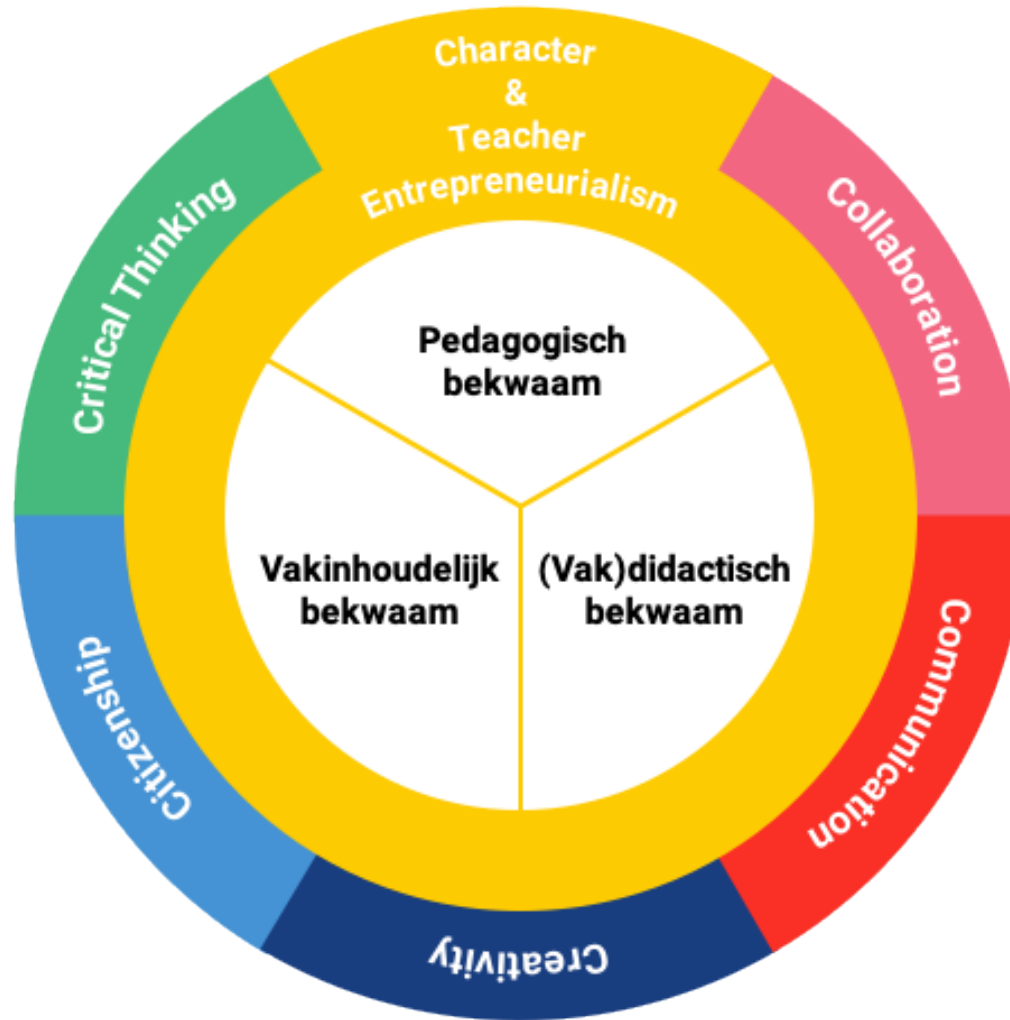 Character
&
Teacher
Entrepreneurialism
Collaboration
Communication
Creativity
Citizenship
Critical Thinking
Pedagogisch
bekwaam
Vakinhoudelijk
bekwaam
(Vak)didactisch
bekwaam